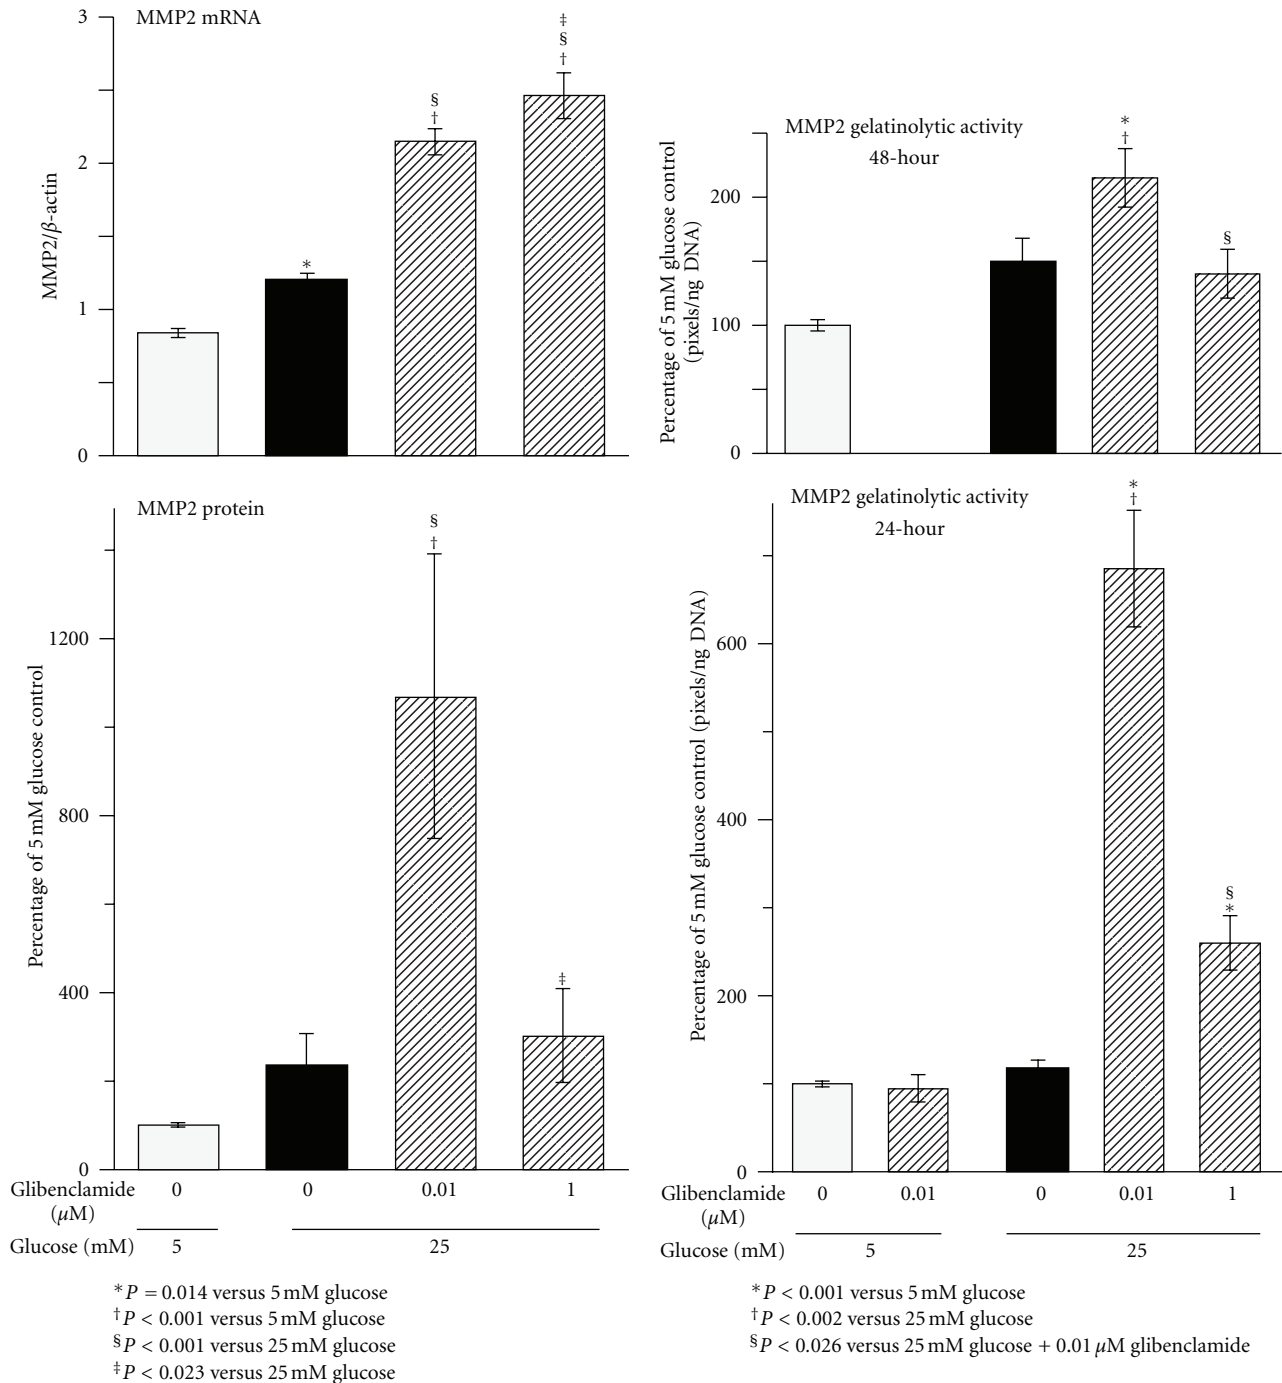 MMP2 mRNA
3
2
1
0
MMP2/β-actin
*
§
†
‡
§
†
MMP2 gelatinolytic activity
48-hour
200
100
0
Percentage of 5 mM glucose control
(pixels/ng DNA)
*
†
§
MMP2 protein
1200
800
400
0
Percentage of 5 mM glucose control
§
†
‡
Glibenclamide 0 0 0.01 1
(μM)
Glucose (mM) 5 25
MMP2 gelatinolytic activity
24-hour
600
400
200
0
Percentage of 5 mM glucose control (pixels/ng DNA)
*
†
§
*
Glibenclamide 0 0.01 0 0.01 1
(μM)
Glucose (mM) 5 25
*P = 0.014 versus 5 mM glucose
†P < 0.001 versus 5 mM glucose
§P < 0.001 versus 25 mM glucose
‡P < 0.023 versus 25 mM glucose
*P < 0.001 versus 5 mM glucose
†P < 0.002 versus 25 mM glucose
§P < 0.026 versus 25 mM glucose + 0.01 μM glibenclamide